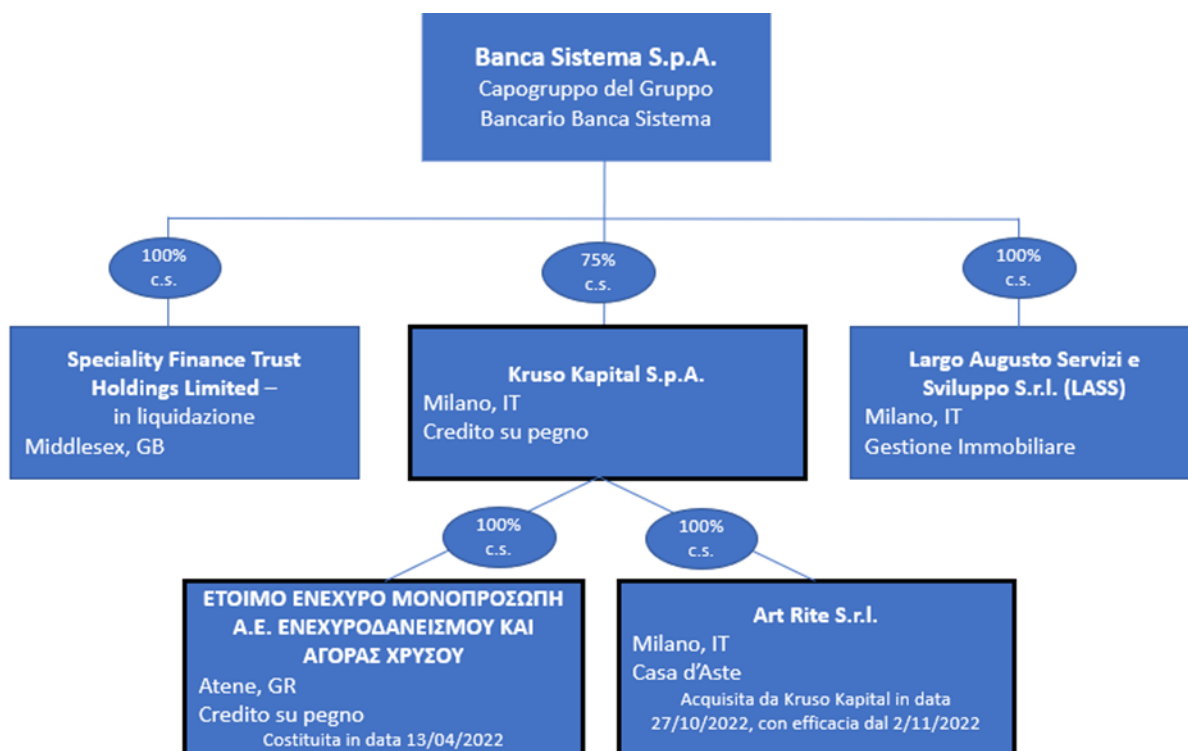 Banca Sistema S.p.A.
Capogruppo del Gruppo
Bancario Banca Sistema
100%
c.s.
75%
c.s.
100%
c.s.
Speciality Finance Trust
Holdings Limited –
in liquidazione
Middlesex, GB
Kruso Kapital S.p.A.
Milano, IT
Credito su pegno
Largo Augusto Servizi e
Sviluppo S.r.l. (LASS)
Milano, IT
Gestione Immobiliare
100%
c.s.
100%
c.s.
ΕΤΟΙΜΟ ΕΝΕΧΥΡΟ ΜΟΝΟΠΡΟΣΩΠΗ
Α.Ε. ΕΝΕΧΥΡΟΔΑΝΕΙΣΜΟΥ ΚΑΙ
ΑΓΟΡΑΣ ΧΡΥΣΟΥ
Atene, GR
Credito su pegno
Costituita in data 13/04/2022
Art Rite S.r.l.
Milano, IT
Casa d’Aste
Acquisita da Kruso Kapital in data
27/10/2022, con efficacia dal 2/11/2022